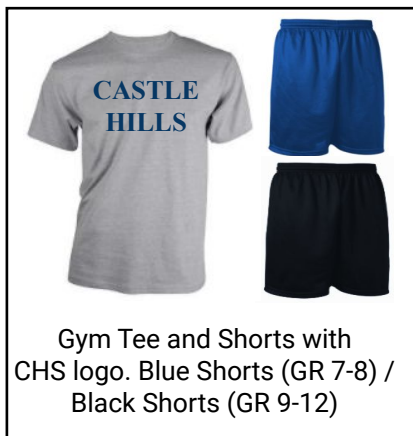 CASTLE
HILLS
Gym Tee and Shorts with
CHS logo. Blue Shorts (GR 7-8) /
Black Shorts (GR 9-12)